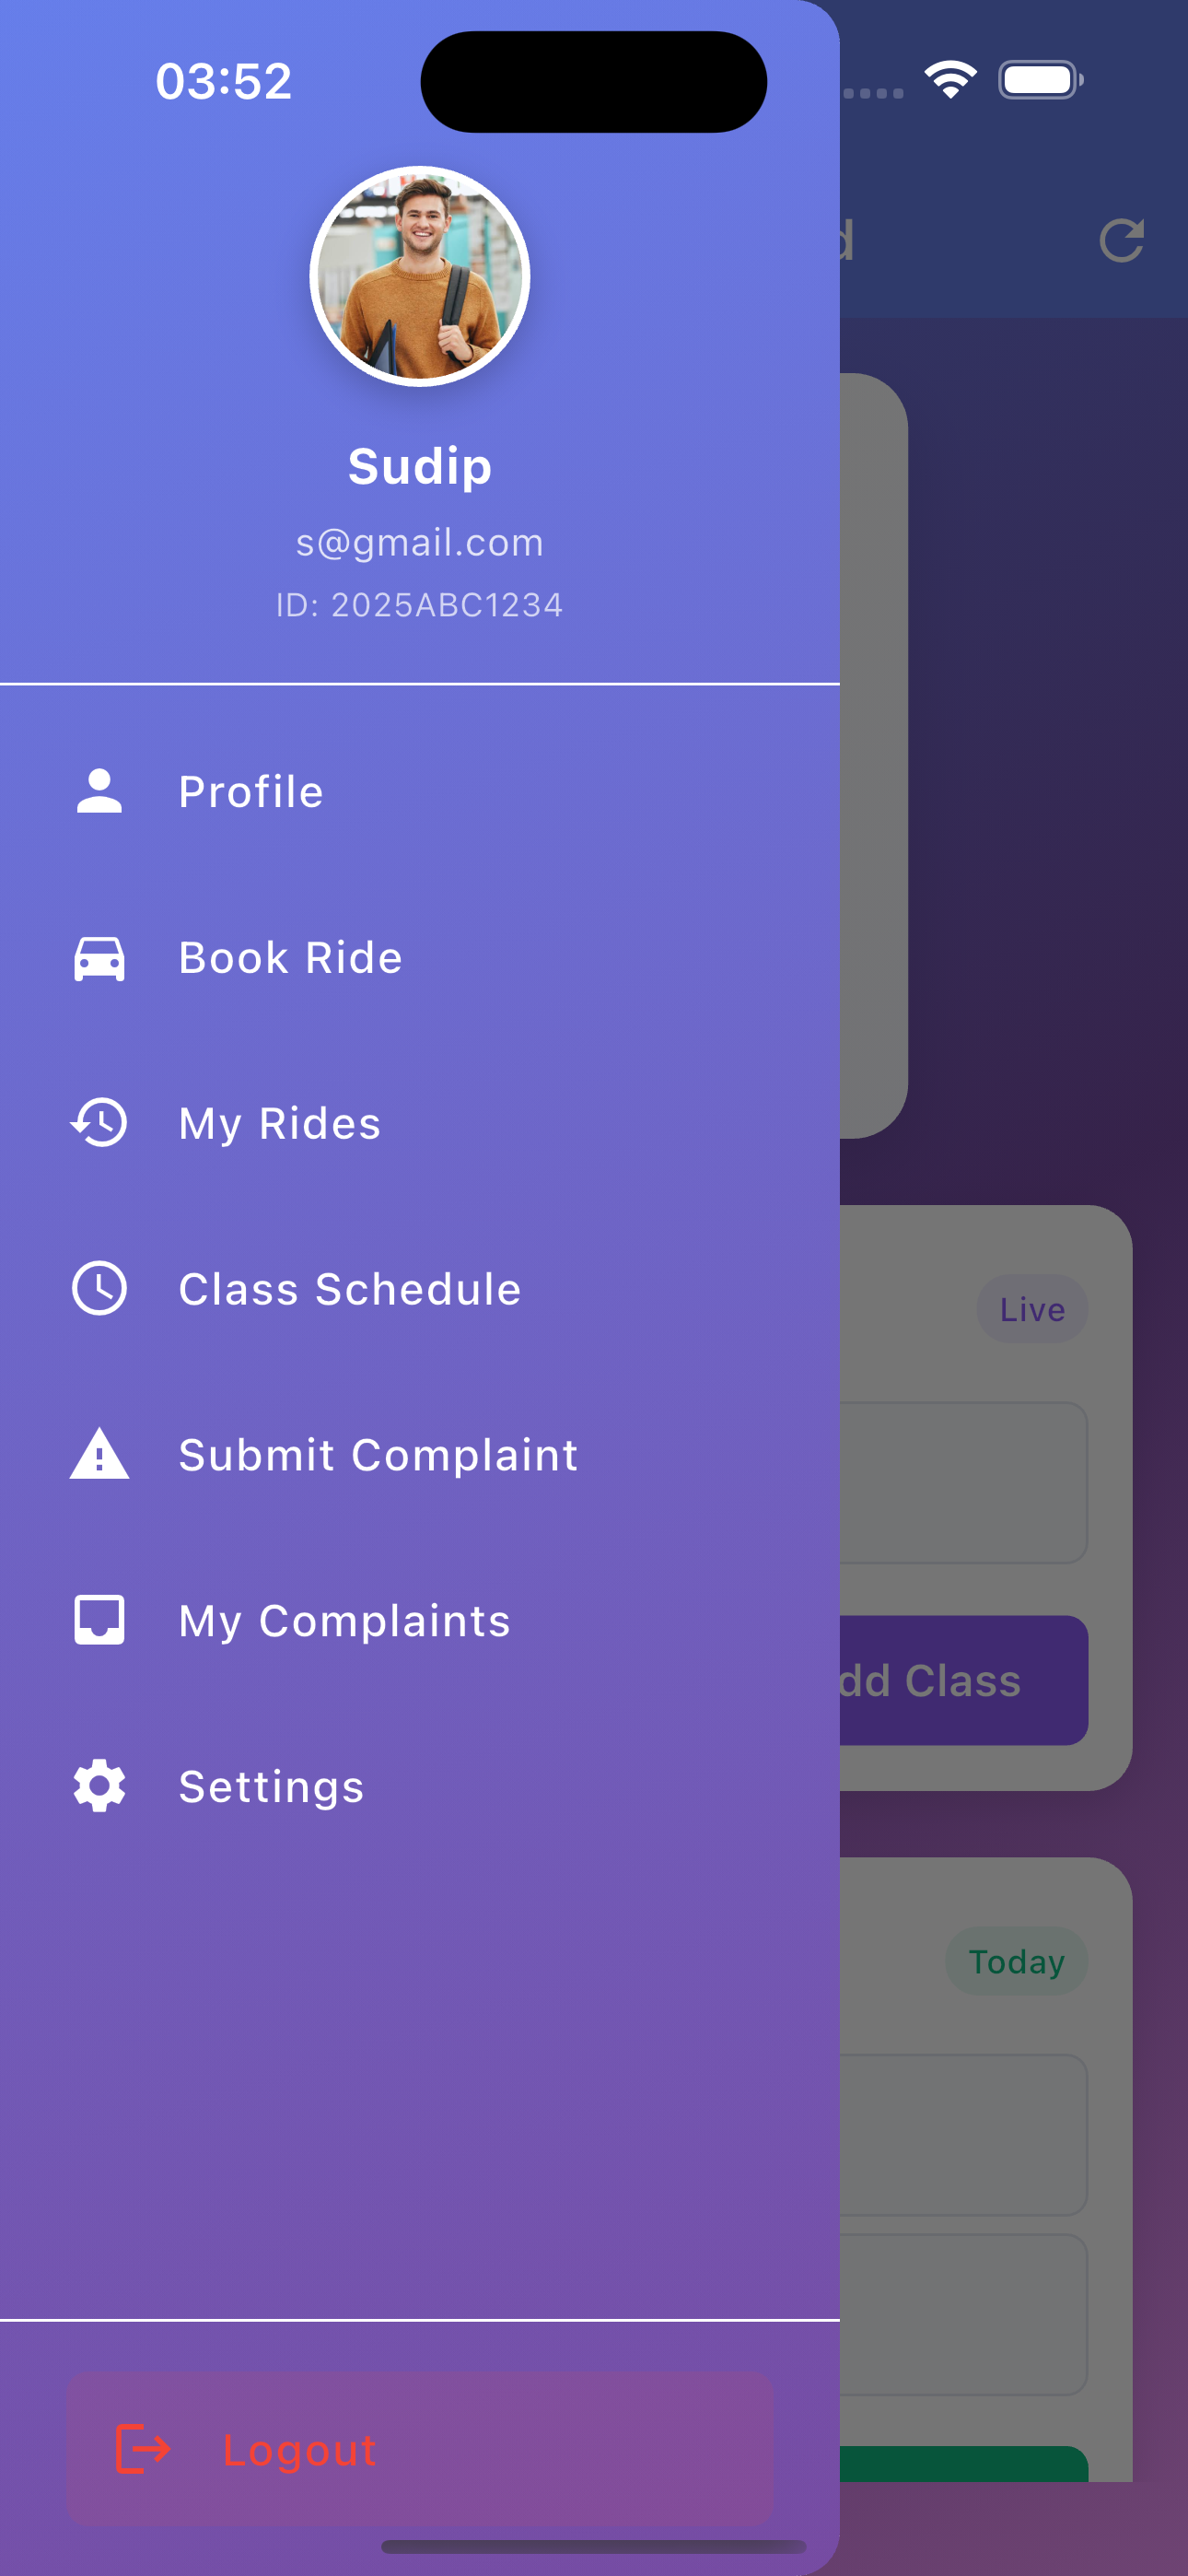 03:52
d
Sudip
s@gmail.com
ID: 2025ABC1234
Profile
Book Ride
My Rides
Class Schedule
Live
Submit Complaint
My Complaints
dd Class
Settings
Today
Logout